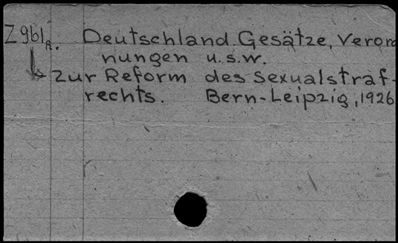 Z961A. Deutschland. Gesätze, Veror
nungen u.s.w.
Zur Reform des Sexualstraf-
rechts. Bern-Leipzig, 1926